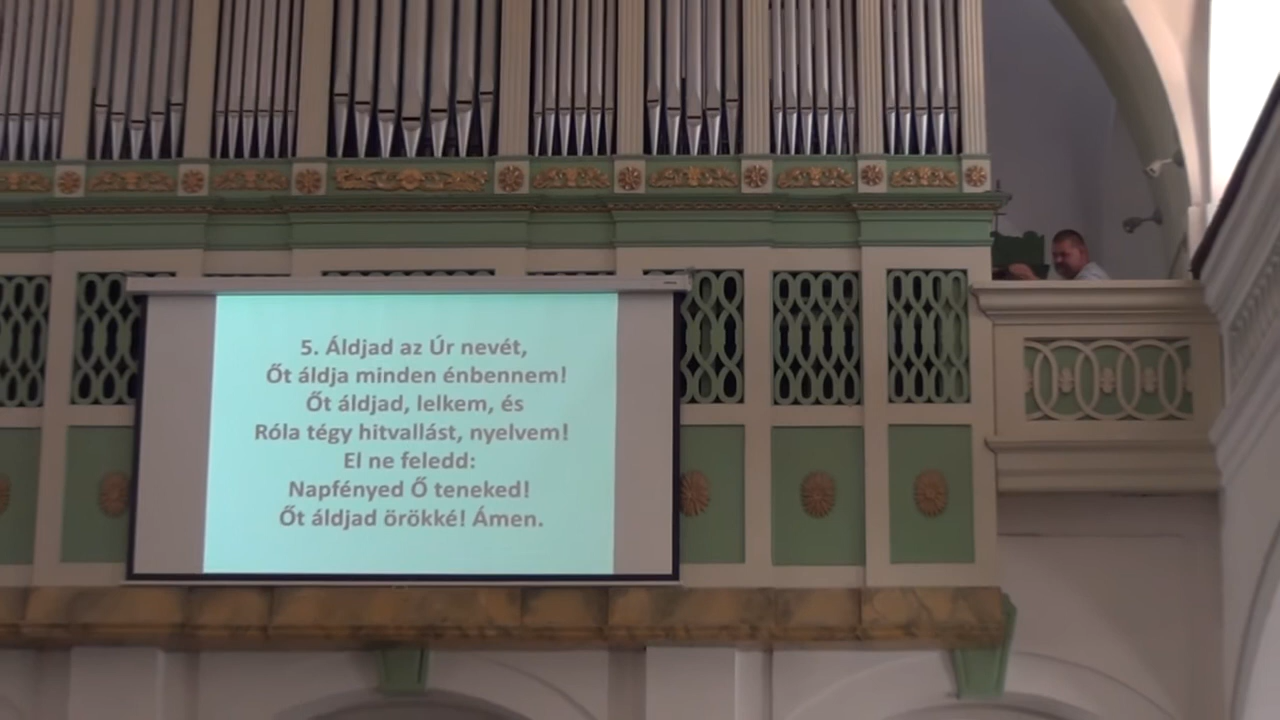 5. Áldjad az Úr nevét,
Őt áldja minden énbennem!
Őt áldjad, lelkem, és
Róla tégy hitvallást, nyelvem!
El ne feledd:
Napfényed Ő teneked!
Őt áldjad örökké! Ámen.